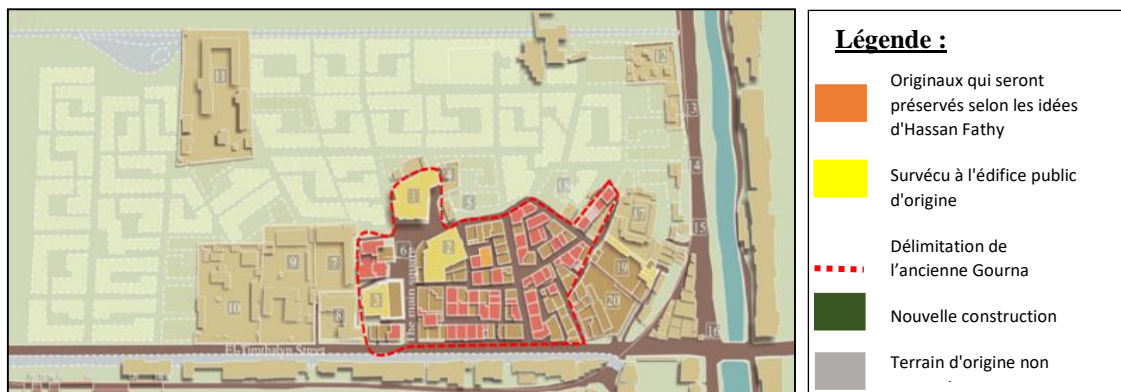 11
12
13
14
1
4
18
5
17
15
6
2
9
7
19
3
10
20
8
The main square
16
El-Timthalyn Street
Légende :
Originaux qui seront
préservés selon les idées
d'Hassan Fathy
Survécu à l'édifice public
d'origine
Délimitation de
l’ancienne Gourna
Nouvelle construction
Terrain d'origine non